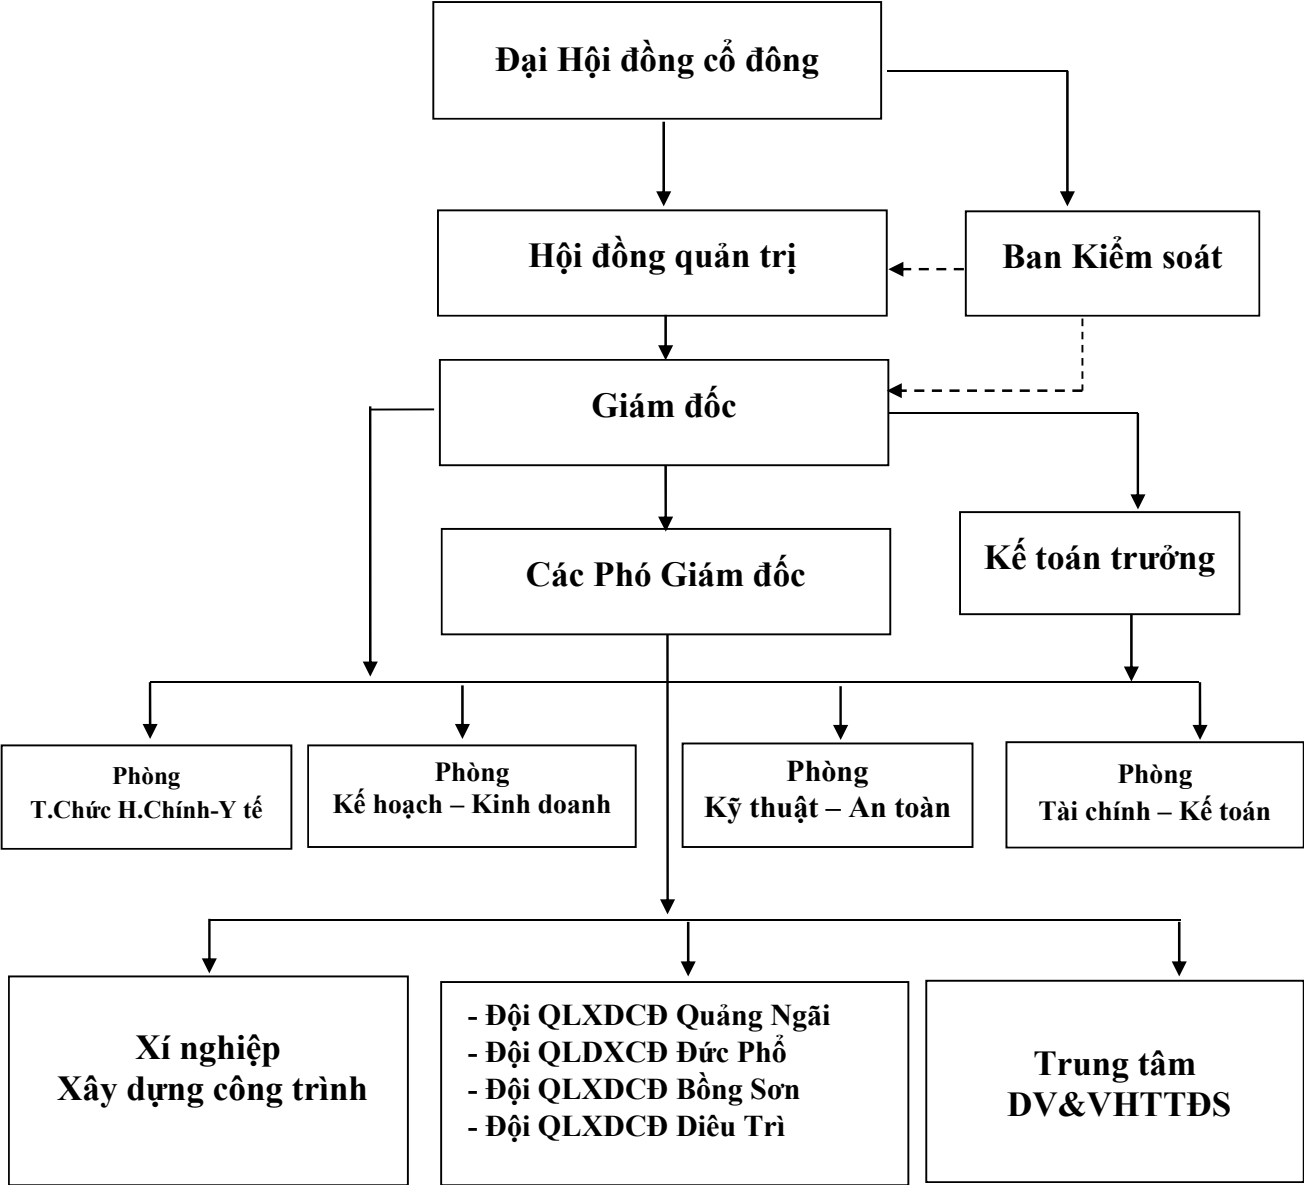 Đại Hội đồng cổ đông
Hội đồng quản trị
Ban Kiểm soát
Giám đốc
Các Phó Giám đốc
Kế toán trưởng
Phòng
T.Chức H.Chính-Y tế
Phòng
Kế hoạch – Kinh doanh
Phòng
Kỹ thuật – An toàn
Phòng
Tài chính – Kế toán
Xí nghiệp
Xây dựng công trình
- Đội QLXDCĐ Quảng Ngãi
- Đội QLDXCĐ Đức Phổ
- Đội QLXDCĐ Bồng Sơn
- Đội QLXDCĐ Diêu Trì
Trung tâm
DV&VHTTĐS